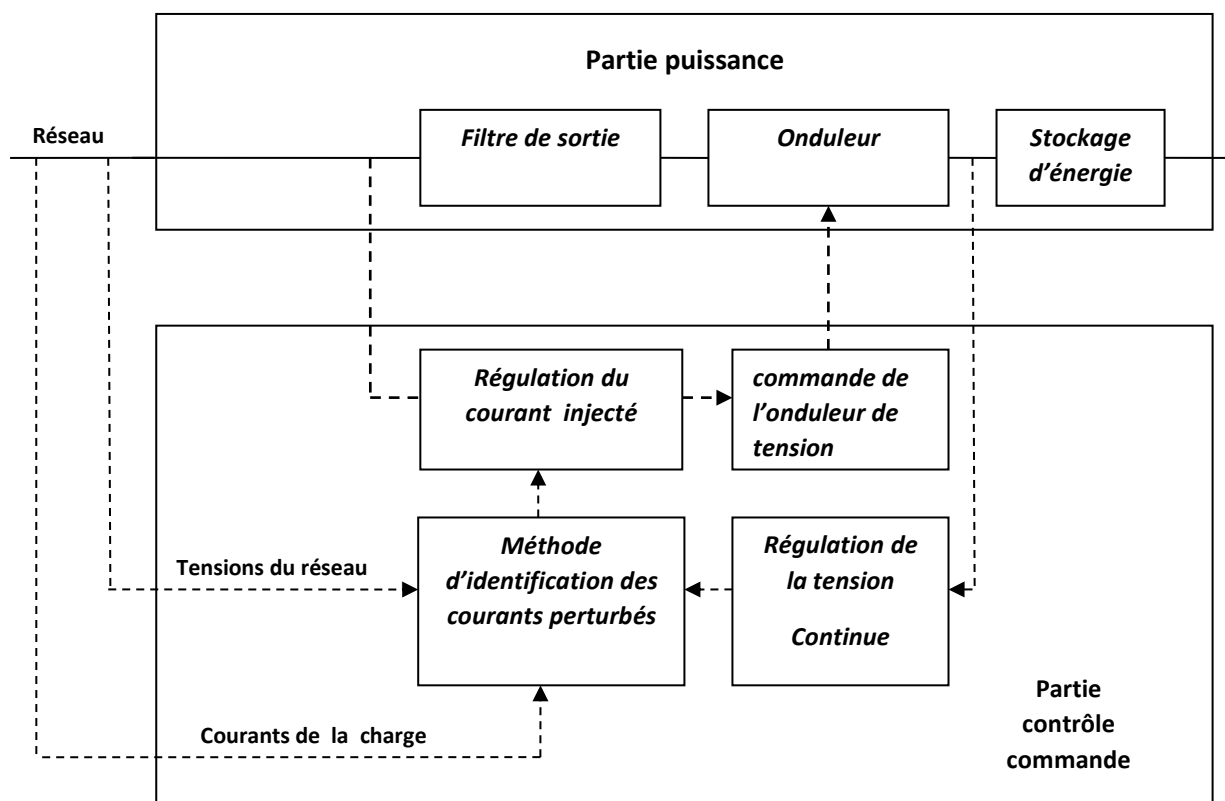 Partie puissance
Réseau
Filtre de sortie
Onduleur
Stockage
d'énergie
Régulation du
courant injecté
commande de
l'onduleur de
tension
Méthode
d'identification des
courants perturbés
Régulation de
la tension
Continue
Tensions du réseau
Courants de la charge
Partie
contrôle
commande